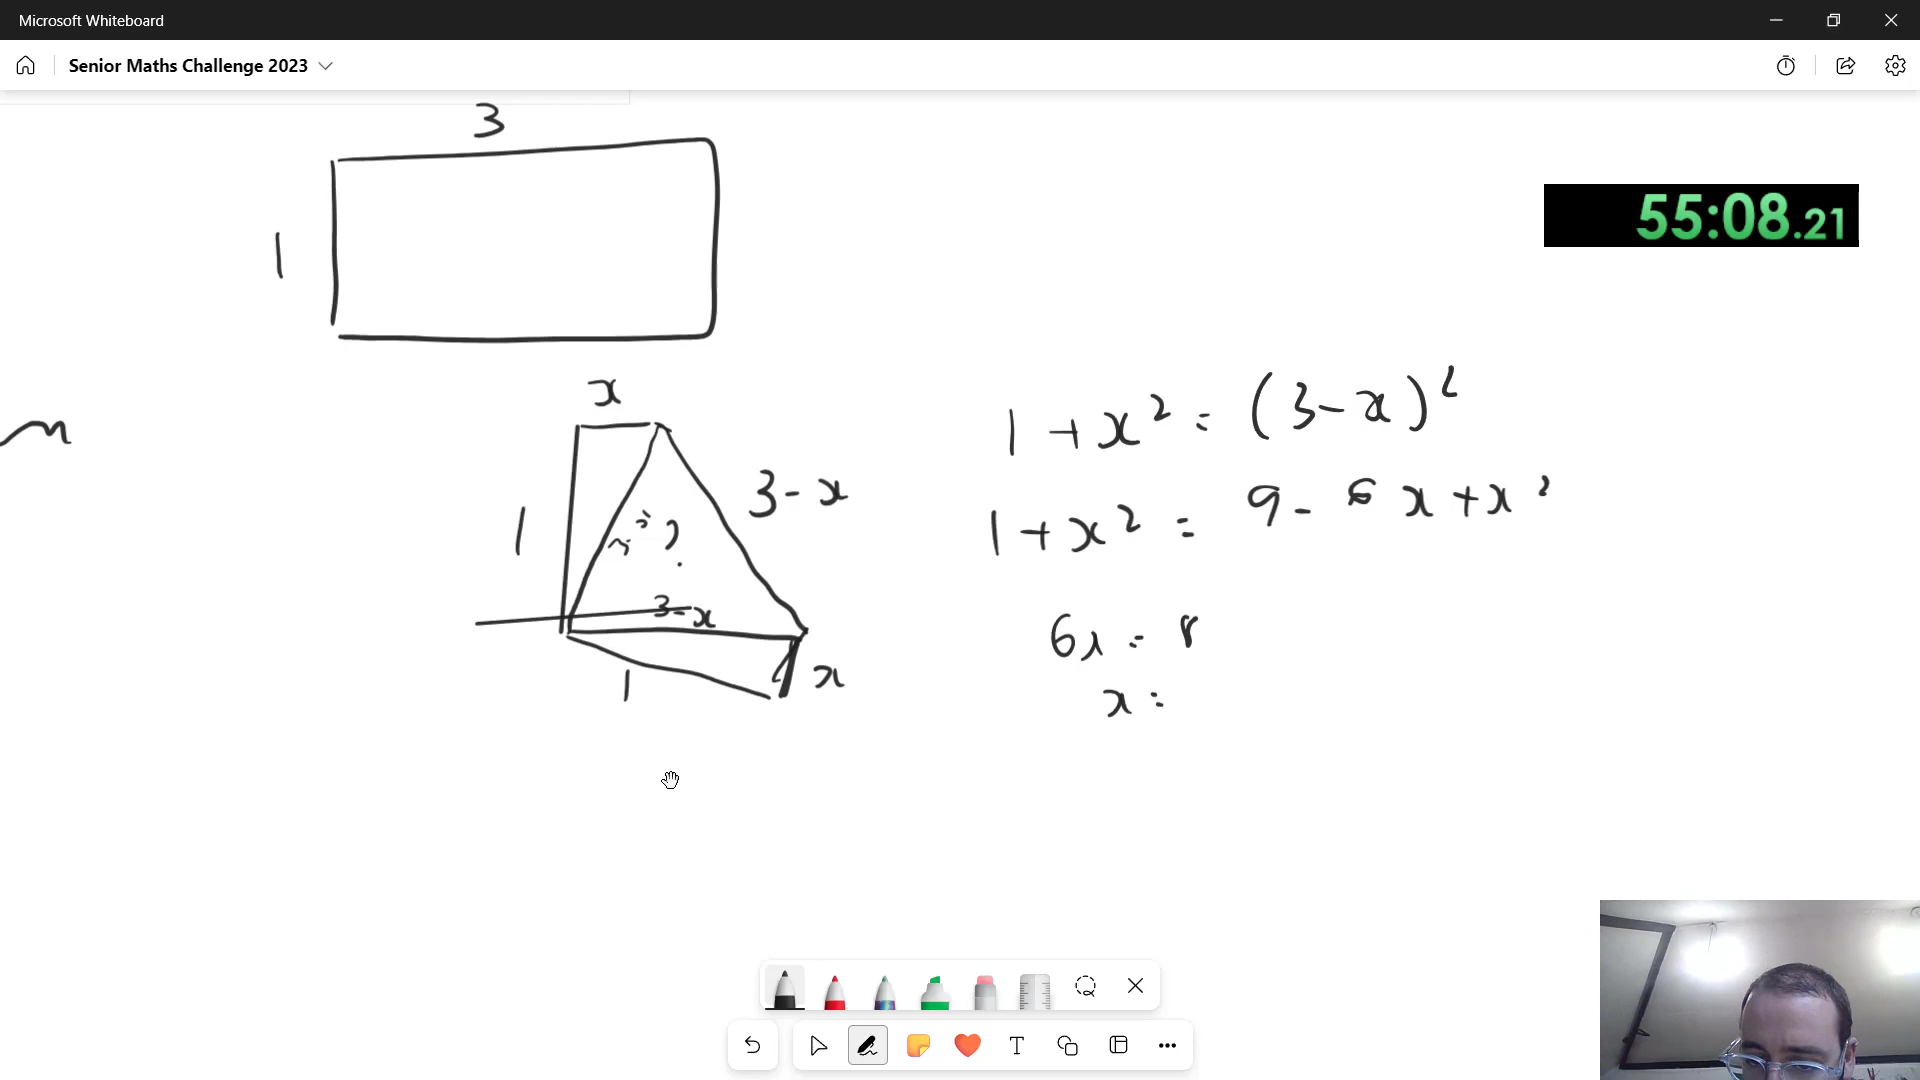 Microsoft Whiteboard
Senior Maths Challenge 2023
3
55:08.21
1
x
1 + x² = (3 - x)²
3 - x
1 + x² = 9 - 6x + x²
1
?
3 - x
6x = 8
x
1
x =
T